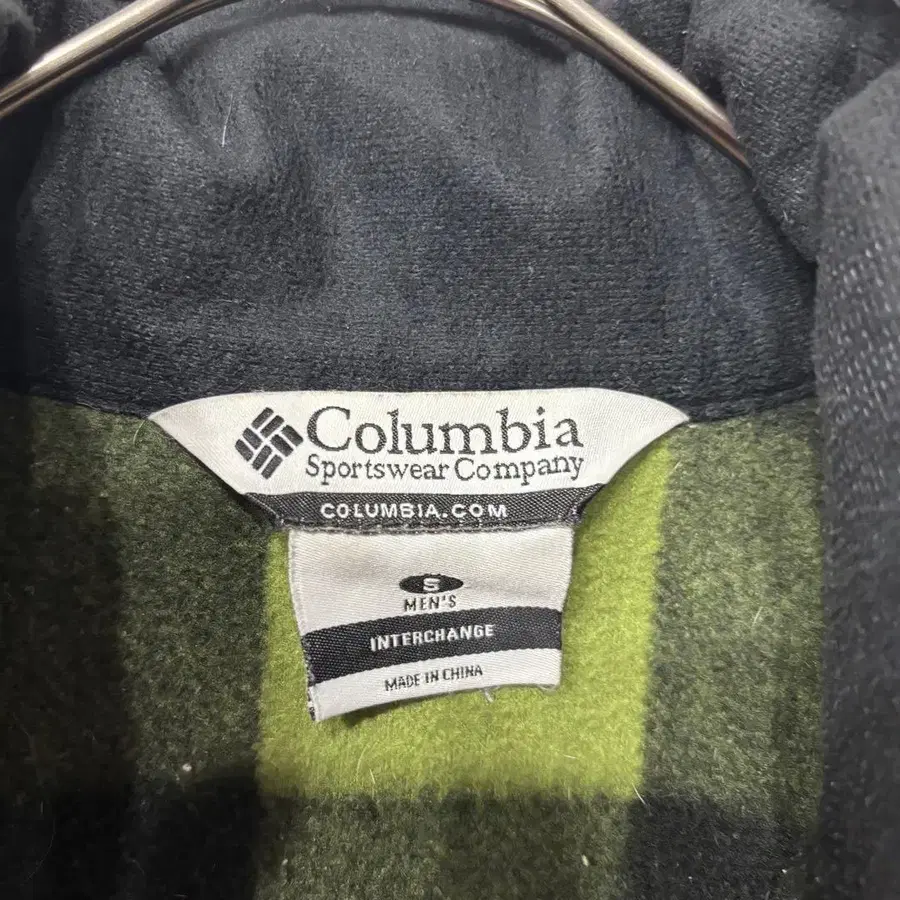 Columbia
Sportswear Company
COLUMBIA.COM
S
MEN'S
INTERCHANGE
MADE IN CHINA